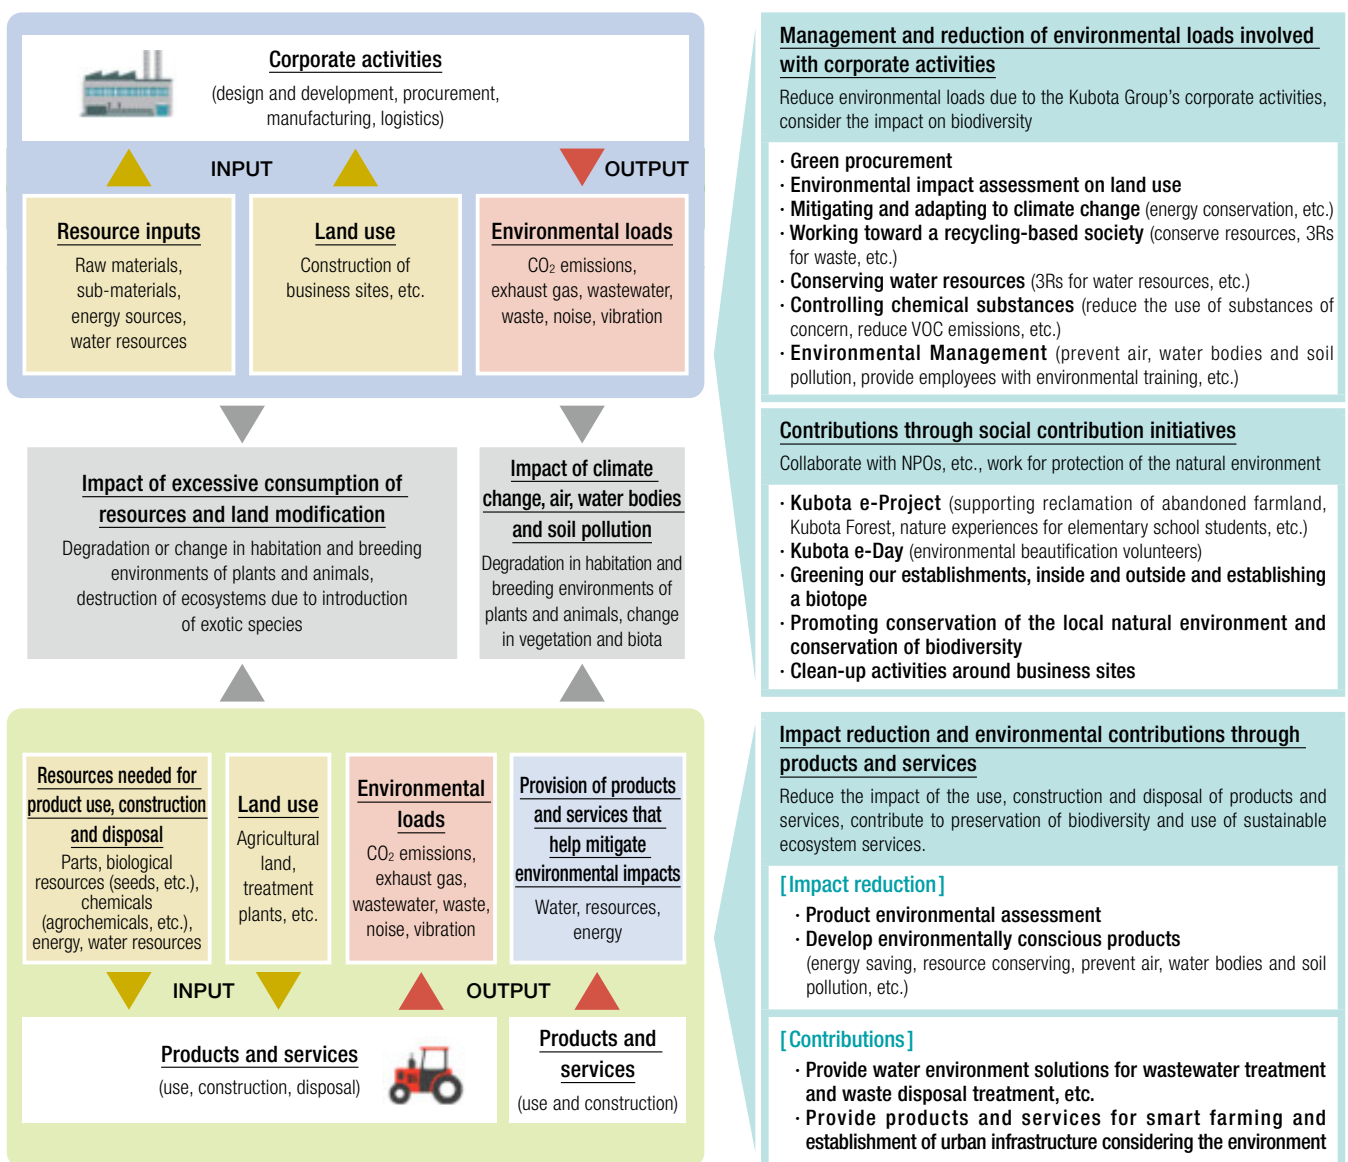 Corporate activities
(design and development, procurement,
manufacturing, logistics)
INPUT
OUTPUT
Resource inputs
Raw materials,
sub-materials,
energy sources,
water resources
Land use
Construction of
business sites, etc.
Environmental loads
CO₂ emissions,
exhaust gas, wastewater,
waste, noise, vibration
Impact of excessive consumption of
resources and land modification
Degradation or change in habitation and breeding
environments of plants and animals,
destruction of ecosystems due to introduction
of exotic species
Impact of climate
change, air, water bodies
and soil pollution
Degradation in habitation and
breeding environments of
plants and animals, change
in vegetation and biota
Resources needed for
product use, construction
and disposal
Parts, biological
resources (seeds, etc.),
chemicals
(agrochemicals, etc.),
energy, water resources
Land use
Agricultural
land,
treatment
plants, etc.
Environmental
loads
CO₂ emissions,
exhaust gas,
wastewater, waste,
noise, vibration
Provision of products
and services that
help mitigate
environmental impacts
Water, resources,
energy
INPUT
OUTPUT
Products and services
(use, construction, disposal)
Products and
services
(use and construction)
Management and reduction of environmental loads involved
with corporate activities
Reduce environmental loads due to the Kubota Group's corporate activities,
consider the impact on biodiversity
· Green procurement
· Environmental impact assessment on land use
· Mitigating and adapting to climate change (energy conservation, etc.)
· Working toward a recycling-based society (conserve resources, 3Rs
for waste, etc.)
· Conserving water resources (3Rs for water resources, etc.)
· Controlling chemical substances (reduce the use of substances of
concern, reduce VOC emissions, etc.)
· Environmental Management (prevent air, water bodies and soil
pollution, provide employees with environmental training, etc.)
Contributions through social contribution initiatives
Collaborate with NPOs, etc., work for protection of the natural environment
· Kubota e-Project (supporting reclamation of abandoned farmland,
Kubota Forest, nature experiences for elementary school students, etc.)
· Kubota e-Day (environmental beautification volunteers)
· Greening our establishments, inside and outside and establishing
a biotope
· Promoting conservation of the local natural environment and
conservation of biodiversity
· Clean-up activities around business sites
Impact reduction and environmental contributions through
products and services
Reduce the impact of the use, construction and disposal of products and
services, contribute to preservation of biodiversity and use of sustainable
ecosystem services.
[Impact reduction]
· Product environmental assessment
· Develop environmentally conscious products
(energy saving, resource conserving, prevent air, water bodies and soil
pollution, etc.)
[Contributions]
· Provide water environment solutions for wastewater treatment
and waste disposal treatment, etc.
· Provide products and services for smart farming and
establishment of urban infrastructure considering the environment